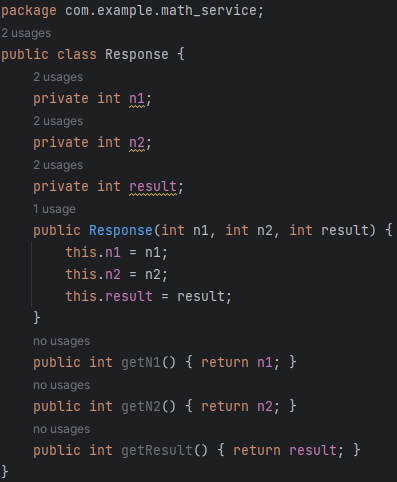 package com.example.math_service;
2 usages
public class Response {
2 usages
private int n1;
2 usages
private int n2;
2 usages
private int result;
1 usage
public Response(int n1, int n2, int result) {
this.n1 = n1;
this.n2 = n2;
this.result = result;
}
no usages
public int getN1() { return n1; }
no usages
public int getN2() { return n2; }
no usages
public int getResult() { return result; }
}